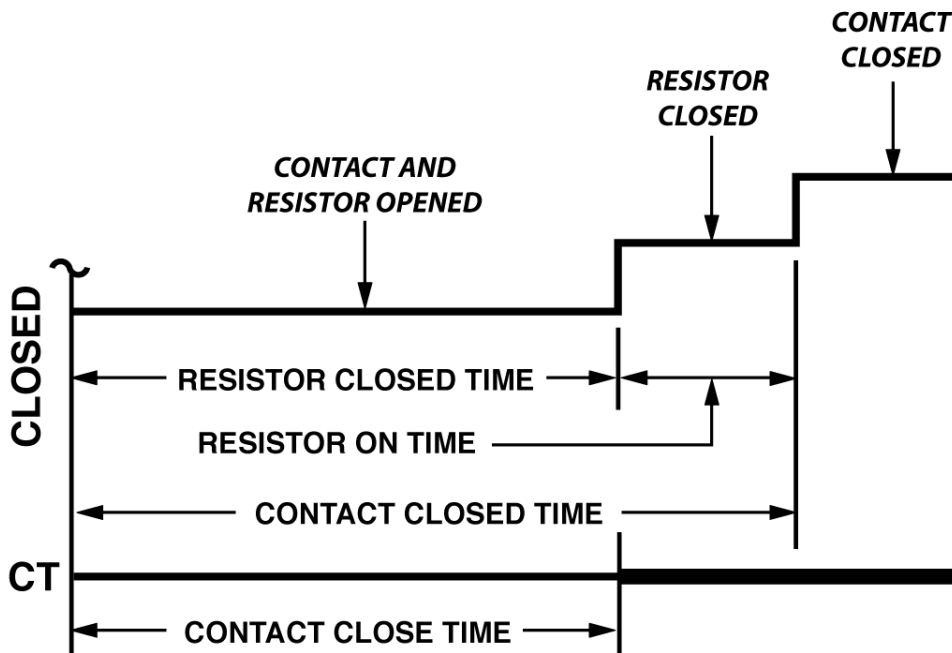 CONTACT
CLOSED
RESISTOR
CLOSED
CONTACT AND
RESISTOR OPENED
CLOSED
RESISTOR CLOSED TIME
RESISTOR ON TIME
CONTACT CLOSED TIME
CT
CONTACT CLOSE TIME